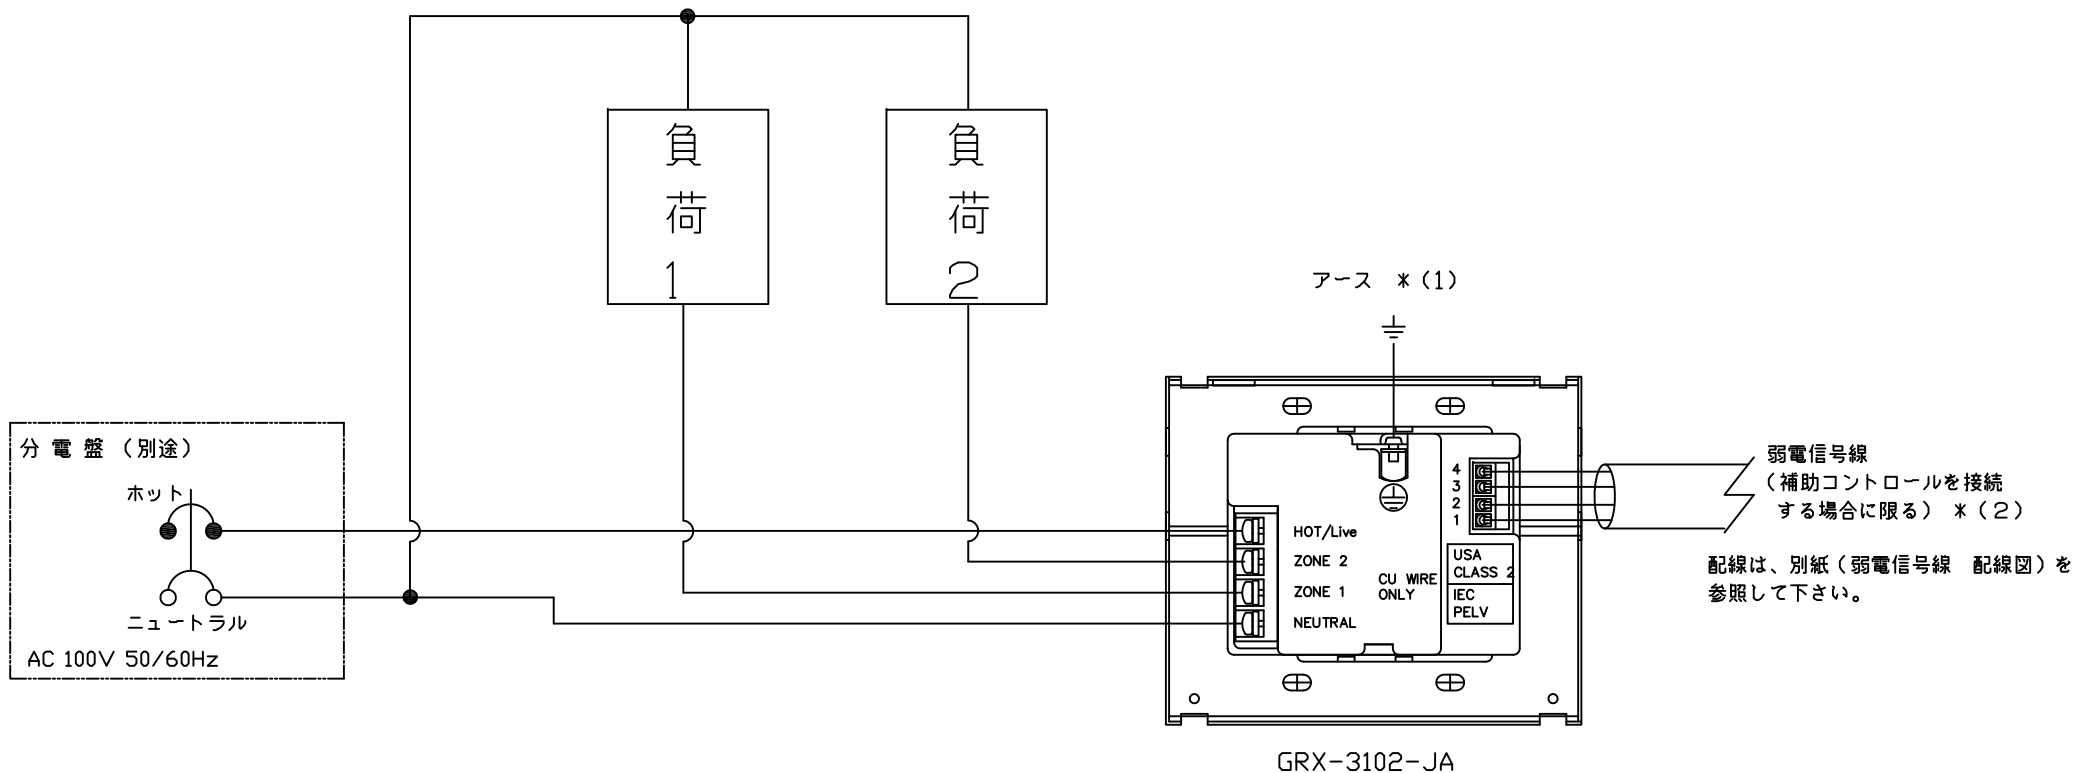 負
荷
1
負
荷
2
アース *(1)
分電盤(別途)
ホット
ニュートラル
AC 100V 50/60Hz
HOT/Live
ZONE 2
ZONE 1
NEUTRAL
CU WIRE
ONLY
4
3
2
1
USA
CLASS 2
IEC
PELV
弱電信号線
(補助コントロールを接続
する場合に限る) *(2)
配線は、別紙(弱電信号線 配線図)を
参照して下さい。
GRX-3102-JA